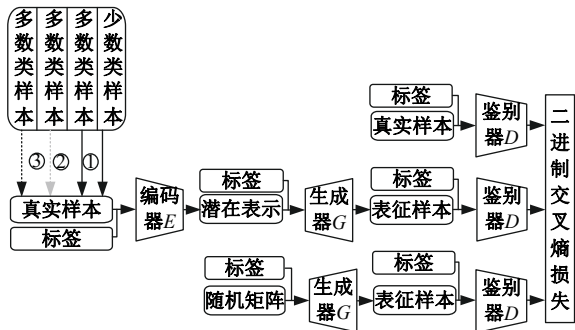 多数类样本
多数类样本
多数类样本
少数类样本
③
②
①
真实样本
标签
编码
器E
标签
潜在表示
生成
器G
标签
表征样本
鉴别
器D
标签
真实样本
鉴别
器D
标签
随机矩阵
生成
器G
标签
表征样本
鉴别
器D
二进制交叉熵损失